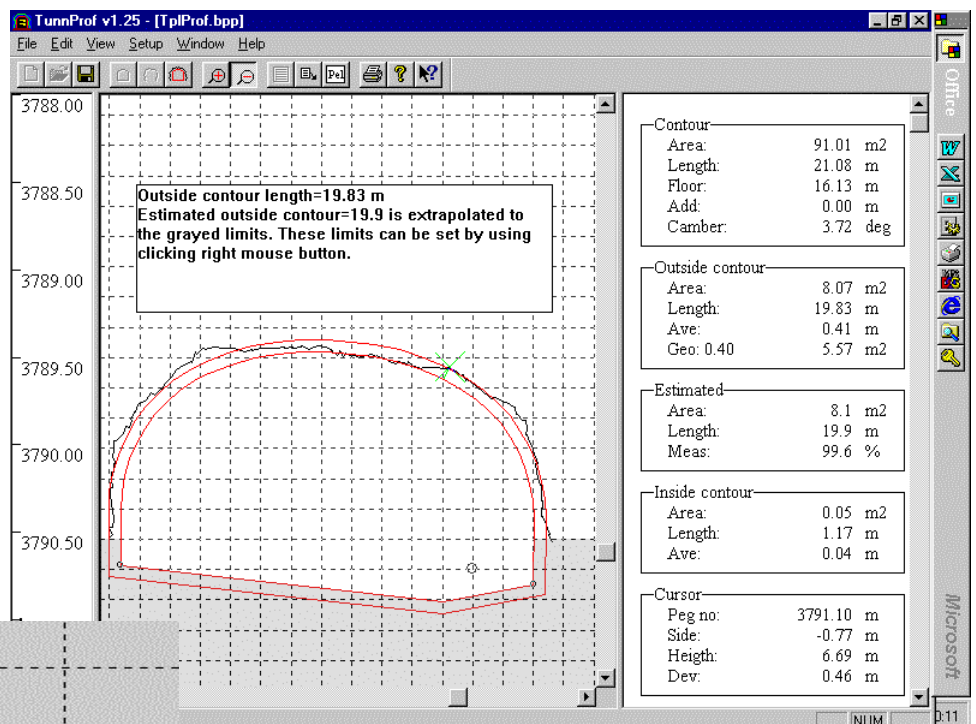 TunnProf v1.25 - [TplProf.bpp]
File Edit View Setup Window Help
Pel
Office
3788.00
3788.50
3789.00
3789.50
3790.00
3790.50
Outside contour length=19.83 m
Estimated outside contour=19.9 is extrapolated to
the grayed limits. These limits can be set by using
clicking right mouse button.
Contour
Area: 91.01 m2
Length: 21.08 m
Floor: 16.13 m
Add: 0.00 m
Camber: 3.72 deg
Outside contour
Area: 8.07 m2
Length: 19.83 m
Ave: 0.41 m
Geo: 0.40 5.57 m2
Estimated
Area: 8.1 m2
Length: 19.9 m
Meas: 99.6 %
Inside contour
Area: 0.05 m2
Length: 1.17 m
Ave: 0.04 m
Cursor
Peg no: 3791.10 m
Side: -0.77 m
Heigth: 6.69 m
Dev: 0.46 m
Microsoft
NUM
0:11